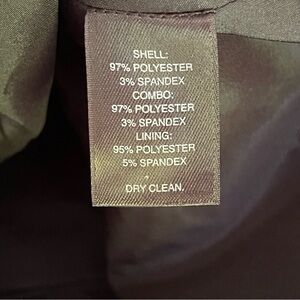 SHELL:
97% POLYESTER
3% SPANDEX
COMBO:
97% POLYESTER
3% SPANDEX
LINING:
95% POLYESTER
5% SPANDEX
DRY CLEAN.